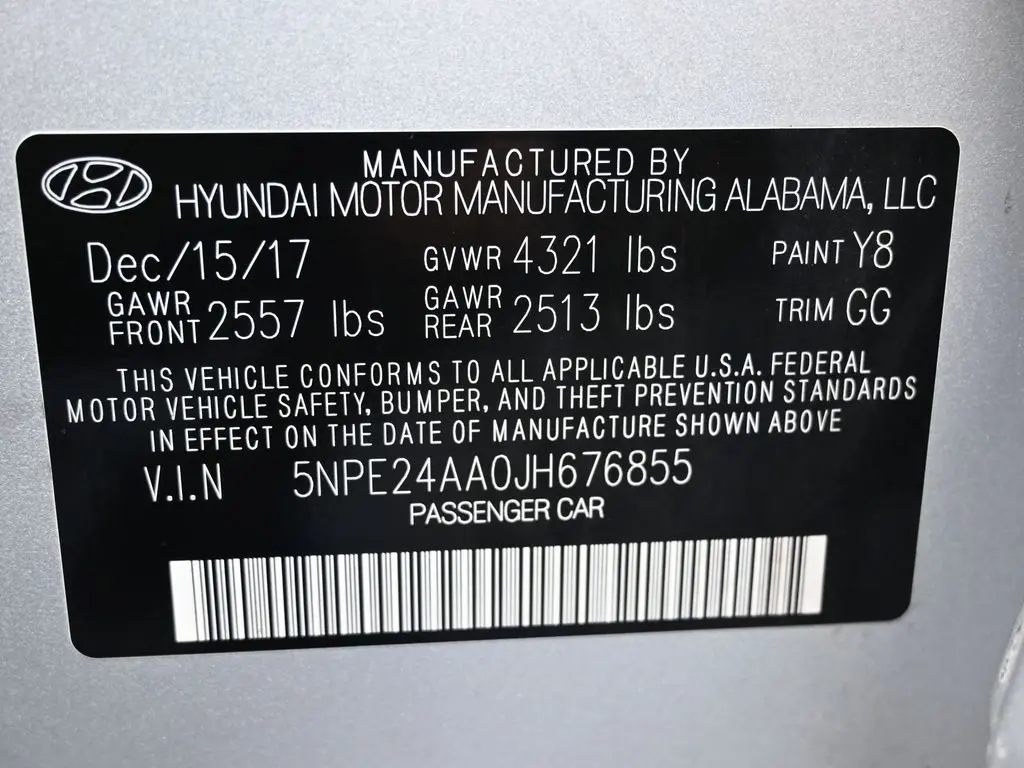 MANUFACTURED BY
HYUNDAI MOTOR MANUFACTURING ALABAMA, LLC
Dec/15/17 GVWR 4321 lbs PAINT Y8
GAWR FRONT 2557 lbs GAWR REAR 2513 lbs TRIM GG
THIS VEHICLE CONFORMS TO ALL APPLICABLE U.S.A. FEDERAL
MOTOR VEHICLE SAFETY, BUMPER, AND THEFT PREVENTION STANDARDS
IN EFFECT ON THE DATE OF MANUFACTURE SHOWN ABOVE
V.I.N 5NPE24AA0JH676855
PASSENGER CAR